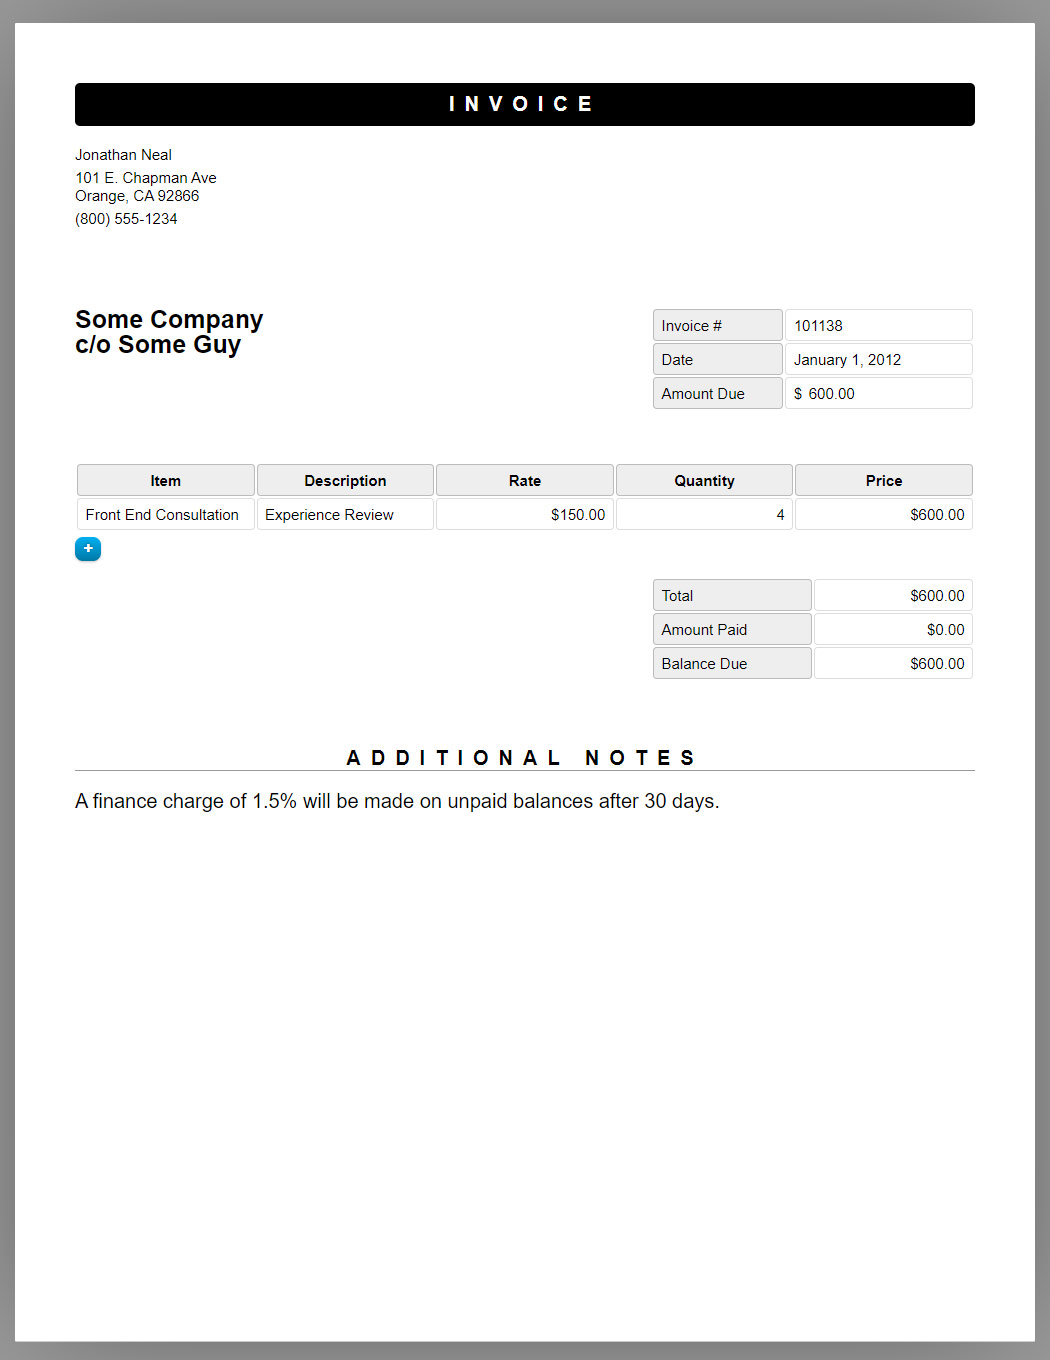 INVOICE
Jonathan Neal
101 E. Chapman Ave
Orange, CA 92866
(800) 555-1234
Some Company
c/o Some Guy
Invoice # 101138
Date January 1, 2012
Amount Due $ 600.00
Item Description Rate Quantity Price
Front End Consultation Experience Review $150.00 4 $600.00
+
Total $600.00
Amount Paid $0.00
Balance Due $600.00
ADDITIONAL NOTES
A finance charge of 1.5% will be made on unpaid balances after 30 days.